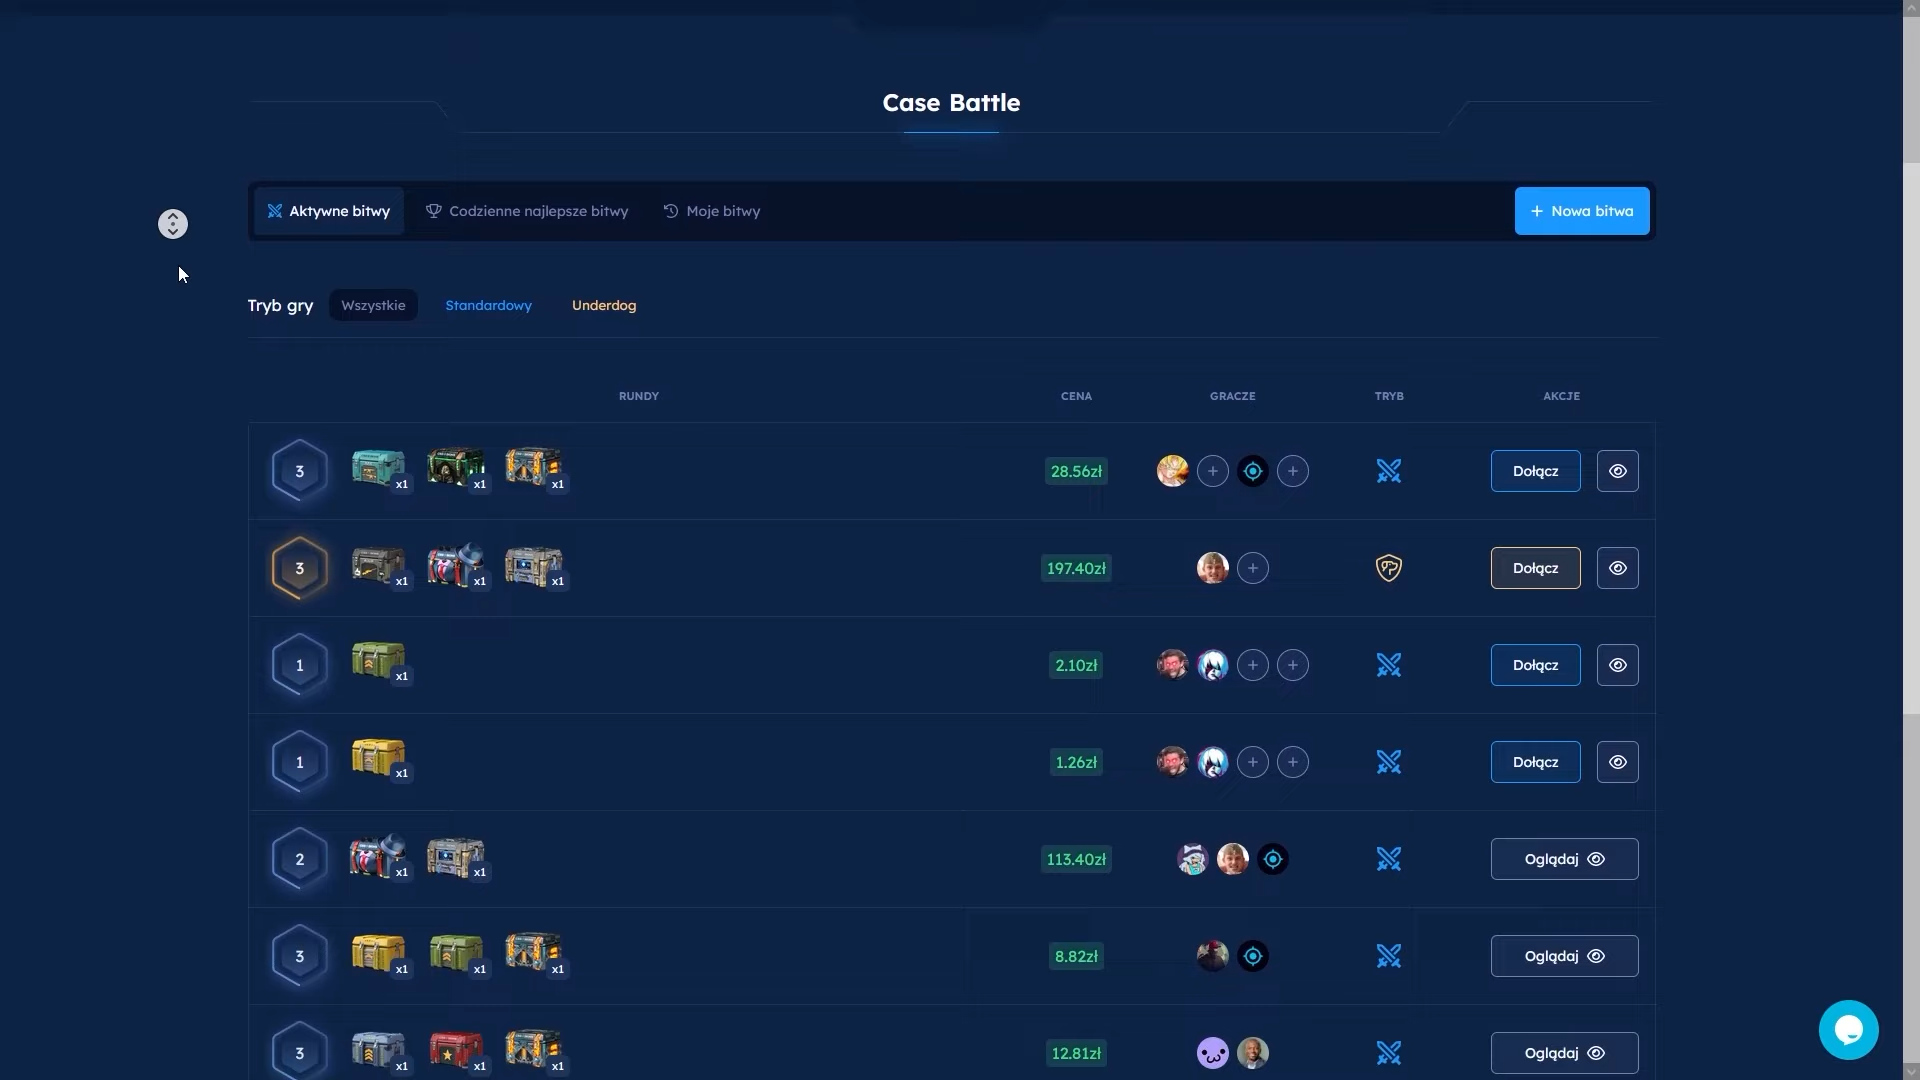 Case Battle
Aktywne bitwy
Codzienne najlepsze bitwy
Moje bitwy
+ Nowa bitwa
Tryb gry
Wszystkie
Standardowy
Underdog
RUNDY
CENA
GRACZE
TRYB
AKCJE
3
x1
x1
x1
28.56zł
Dołącz
3
x1
x1
x1
197.40zł
Dołącz
1
x1
2.10zł
Dołącz
1
x1
1.26zł
Dołącz
2
x1
x1
113.40zł
Oglądaj
3
x1
x1
x1
8.82zł
Oglądaj
3
x1
x1
x1
12.81zł
Oglądaj